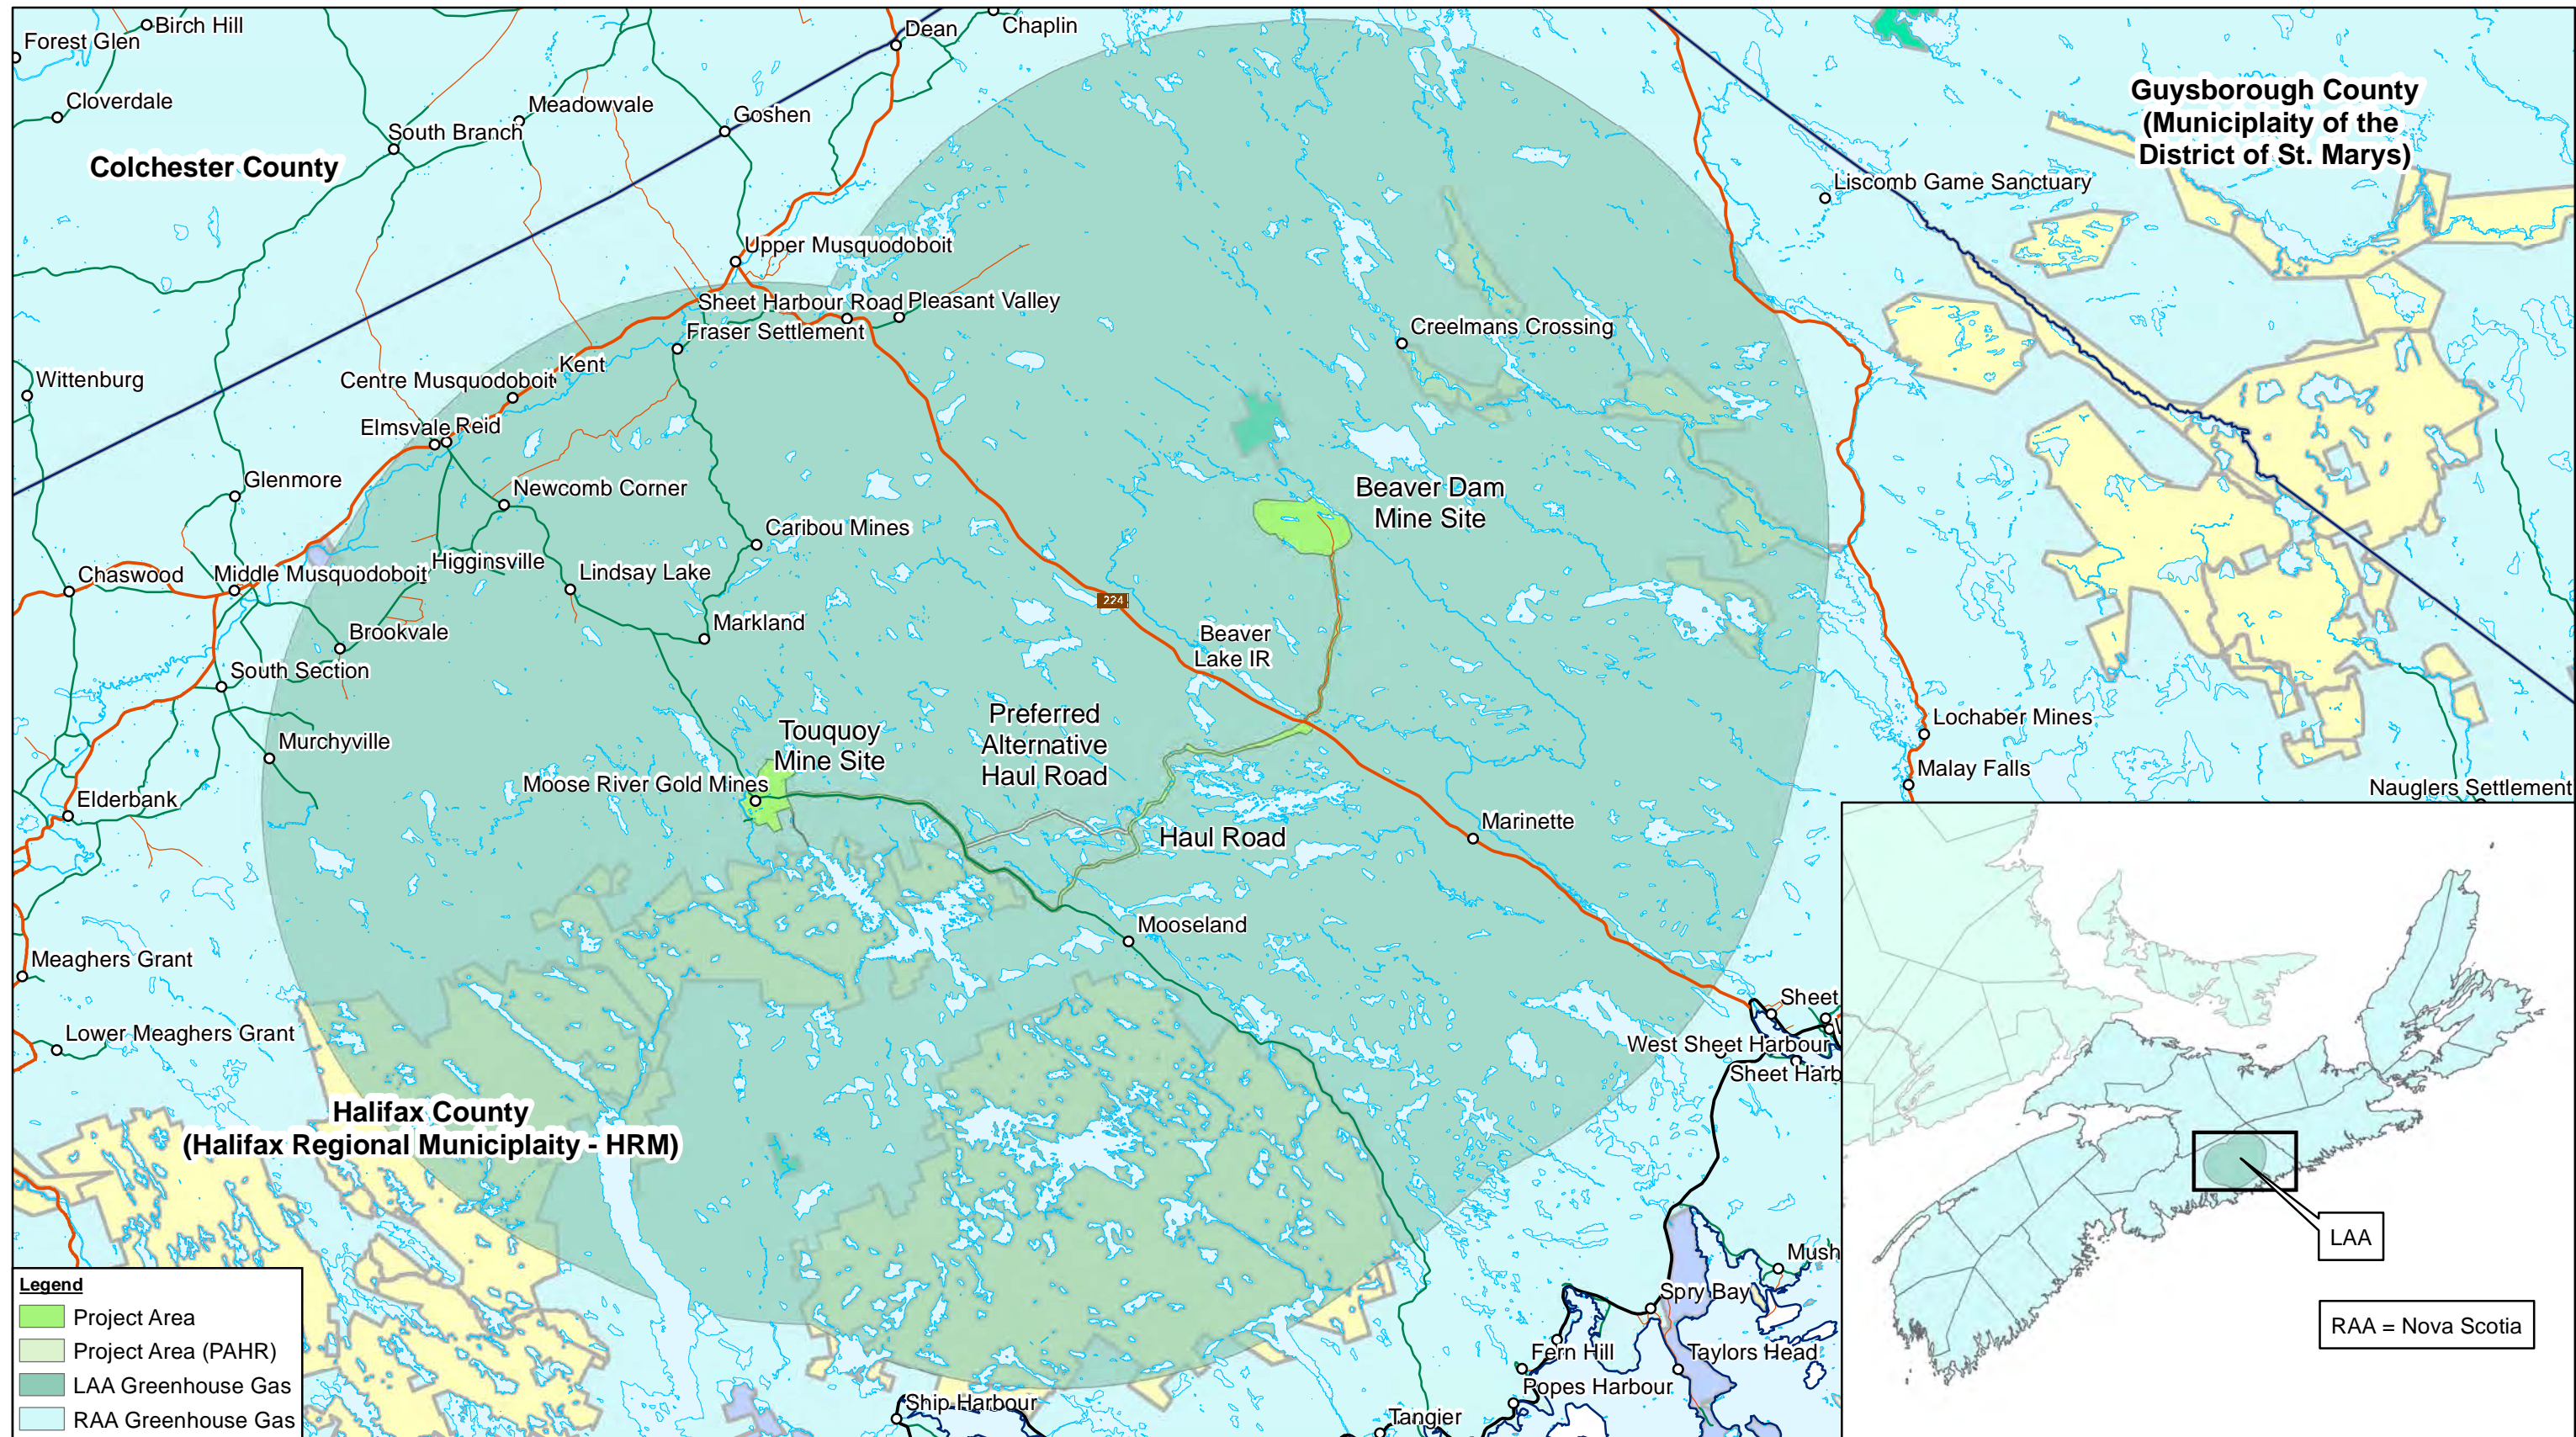 Birch Hill
Dean
Chaplin
Forest Glen
Cloverdale
Meadowvale
South Branch
Goshen
Colchester County
Guysborough County
(Municiplaity of the
District of St. Marys)
Liscomb Game Sanctuary
Upper Musquodoboit
Sheet Harbour Road
Pleasant Valley
Fraser Settlement
Creelmans Crossing
Kent
Wittenburg
Centre Musquodoboit
Elmsvale
Reid
Glenmore
Newcomb Corner
Beaver Dam
Mine Site
Caribou Mines
Higginsville
Chaswood
Middle Musquodoboit
Lindsay Lake
224
Markland
Brookvale
Beaver
Lake IR
South Section
Preferred
Alternative
Haul Road
Lochaber Mines
Touquoy
Mine Site
Murchyville
Malay Falls
Moose River Gold Mines
Nauglers Settlement
Elderbank
Marinette
Haul Road
Mooseland
Meaghers Grant
Sheet
Lower Meaghers Grant
West Sheet Harbour
Sheet Harb
Halifax County
(Halifax Regional Municiplaity - HRM)
Mush
Spry Bay
Fern Hill
Taylors Head
Popes Harbour
Ship Harbour
Tangier
Legend
Project Area
Project Area (PAHR)
LAA Greenhouse Gas
RAA Greenhouse Gas
LAA
RAA = Nova Scotia